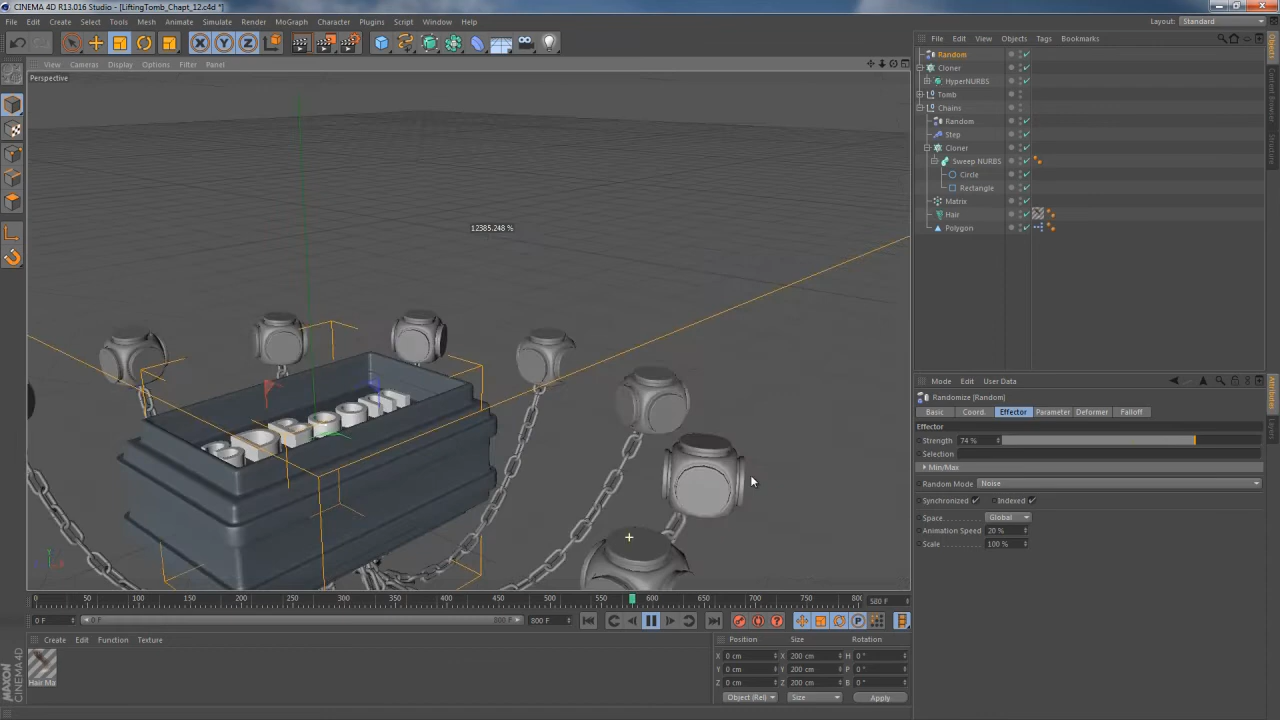 CINEMA 4D R13.016 Studio - [LiftingTomb_Chapt_12.c4d *]
File Edit Create Select Tools Mesh Animate Simulate Render MoGraph Character Plugins Script Window Help Layout: Standard
X Y Z
File Edit View Objects Tags Bookmarks
View Cameras Display Options Filter Panel
Perspective
Random
Cloner
HyperNURBS
Tomb
Chains
Random
Step
Cloner
Sweep NURBS
Circle
Rectangle
Matrix
Hair
Polygon
12385.248 %
Objects
Content Browser
Structure
Mode Edit User Data
Randomize [Random]
Basic Coord. Effector Parameter Deformer Falloff
Effector
Strength 74 %
Selection
Min/Max
Random Mode Noise
Synchronized Indexed
Space Global
Animation Speed 20 %
Scale 100 %
Attributes
Layers
0 50 100 150 200 250 300 350 400 450 500 550 600 650 700 750 800 580 F
0 F 0 F 800 F 800 F
Create Edit Function Texture
Hair Ma
Position Size Rotation
X 0 cm X 200 cm H 0 °
Y 0 cm Y 200 cm P 0 °
Z 0 cm Z 200 cm B 0 °
Object (Rel) Size Apply
MAXON
CINEMA 4D